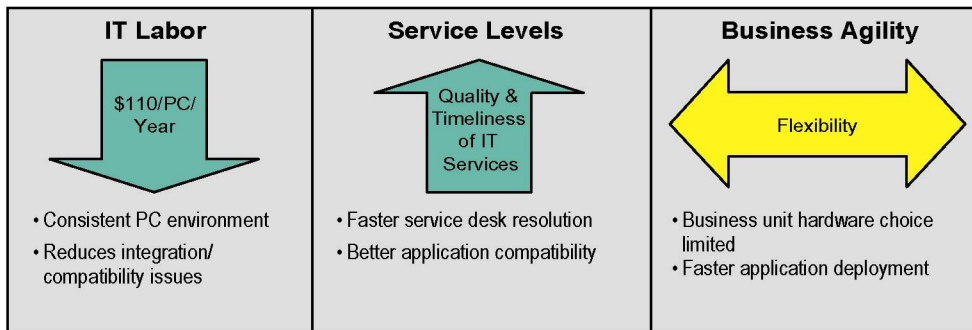 IT Labor
$110/PC/
Year
• Consistent PC environment
• Reduces integration/
compatibility issues
Service Levels
Quality &
Timeliness
of IT
Services
• Faster service desk resolution
• Better application compatibility
Business Agility
Flexibility
• Business unit hardware choice
limited
• Faster application deployment